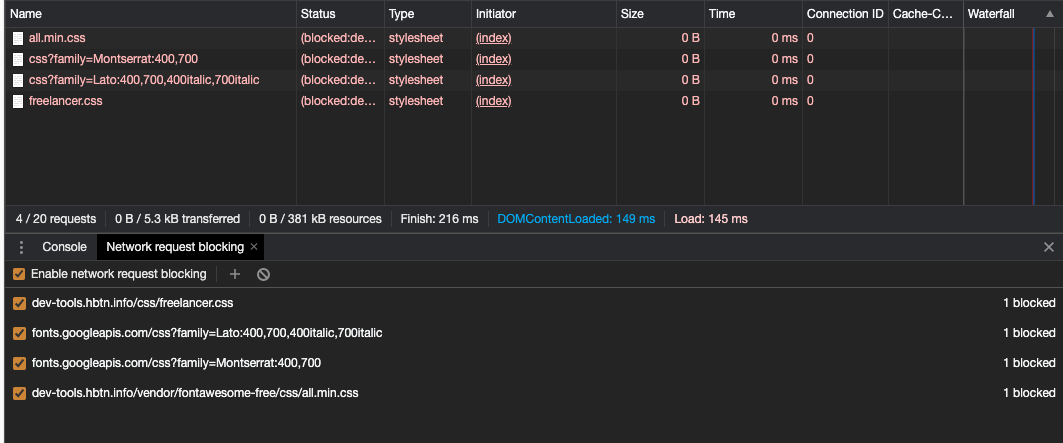 Name Status Type Initiator Size Time Connection ID Cache-C... Waterfall
all.min.css (blocked:de... stylesheet (index) 0 B 0 ms 0
css?family=Montserrat:400,700 (blocked:de... stylesheet (index) 0 B 0 ms 0
css?family=Lato:400,700,400italic,700italic (blocked:de... stylesheet (index) 0 B 0 ms 0
freelancer.css (blocked:de... stylesheet (index) 0 B 0 ms 0
4 / 20 requests 0 B / 5.3 kB transferred 0 B / 381 kB resources Finish: 216 ms DOMContentLoaded: 149 ms Load: 145 ms
Console Network request blocking
Enable network request blocking
dev-tools.hbtn.info/css/freelancer.css 1 blocked
fonts.googleapis.com/css?family=Lato:400,700,400italic,700italic 1 blocked
fonts.googleapis.com/css?family=Montserrat:400,700 1 blocked
dev-tools.hbtn.info/vendor/fontawesome-free/css/all.min.css 1 blocked